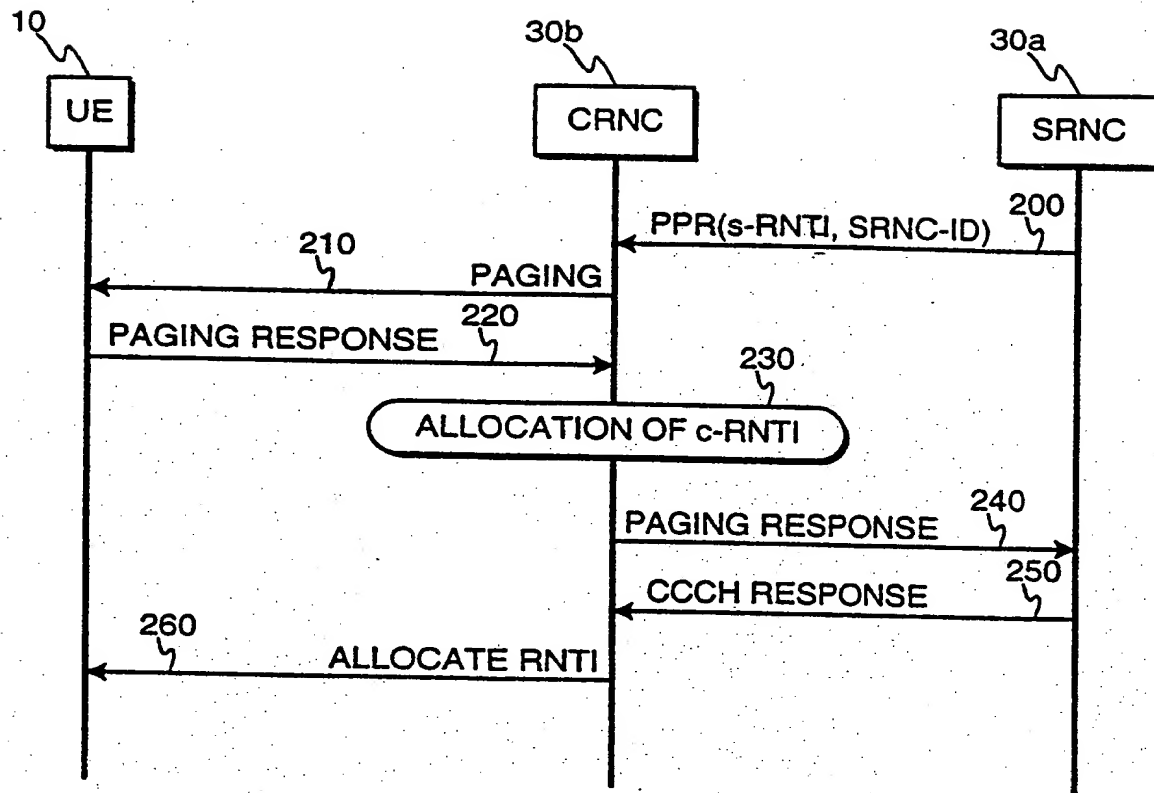 10
30b
30a
UE
CRNC
SRNC
200
PPR(s-RNTI, SRNC-ID)
210
PAGING
220
PAGING RESPONSE
230
ALLOCATION OF c-RNTI
240
PAGING RESPONSE
250
CCCH RESPONSE
260
ALLOCATE RNTI